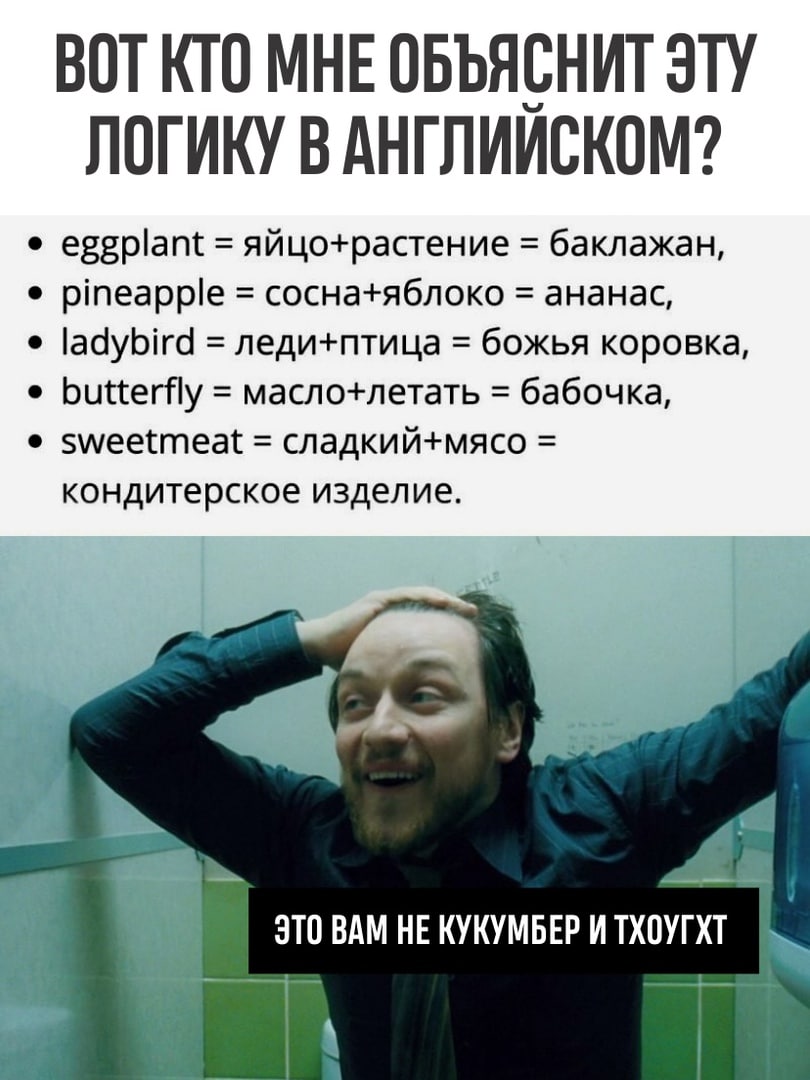 ВОТ КТО МНЕ ОБЪЯСНИТ ЭТУ
ЛОГИКУ В АНГЛИЙСКОМ?
• eggplant = яйцо+растение = баклажан,
• pineapple = сосна+яблоко = ананас,
• ladybird = леди+птица = божья коровка,
• butterfly = масло+летать = бабочка,
• sweetmeat = сладкий+мясо =
кондитерское изделие.
ЭТО ВАМ НЕ КУКУМБЕР И ТХОУГХТ